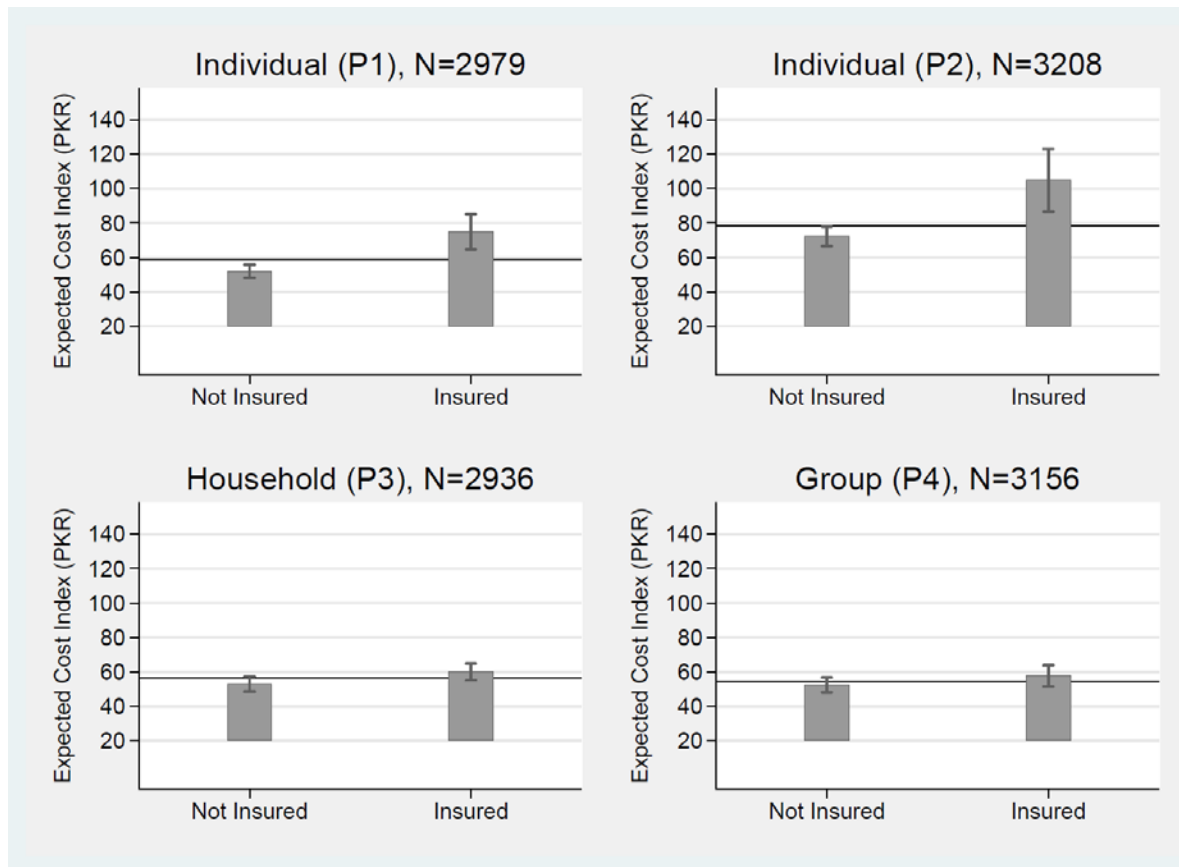 Individual (P1), N=2979
Expected Cost Index (PKR)
140
120
100
80
60
40
20
Not Insured
Insured
Individual (P2), N=3208
Expected Cost Index (PKR)
140
120
100
80
60
40
20
Not Insured
Insured
Household (P3), N=2936
Expected Cost Index (PKR)
140
120
100
80
60
40
20
Not Insured
Insured
Group (P4), N=3156
Expected Cost Index (PKR)
140
120
100
80
60
40
20
Not Insured
Insured